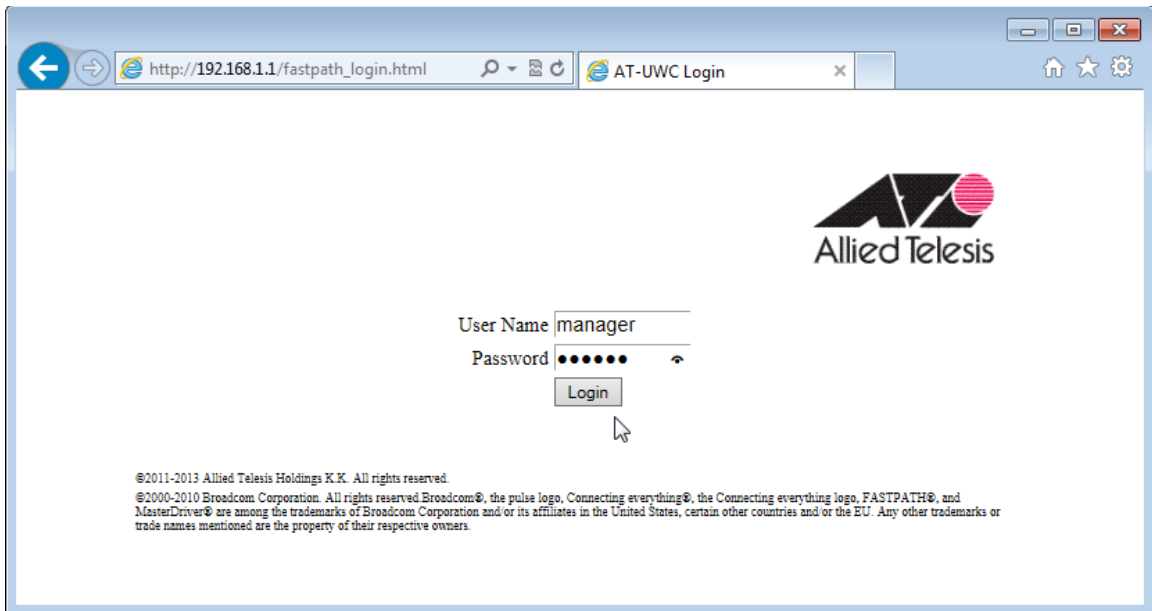 http://192.168.1.1/fastpath_login.html
AT-UWC Login
Allied Telesis
User Name manager
Password ●●●●●●
Login
©2011-2013 Allied Telesis Holdings K.K. All rights reserved.
©2000-2010 Broadcom Corporation. All rights reserved.Broadcom®, the pulse logo, Connecting everything®, the Connecting everything logo, FASTPATH®, and
MasterDriver® are among the trademarks of Broadcom Corporation and/or its affiliates in the United States, certain other countries and/or the EU. Any other trademarks or
trade names mentioned are the property of their respective owners.